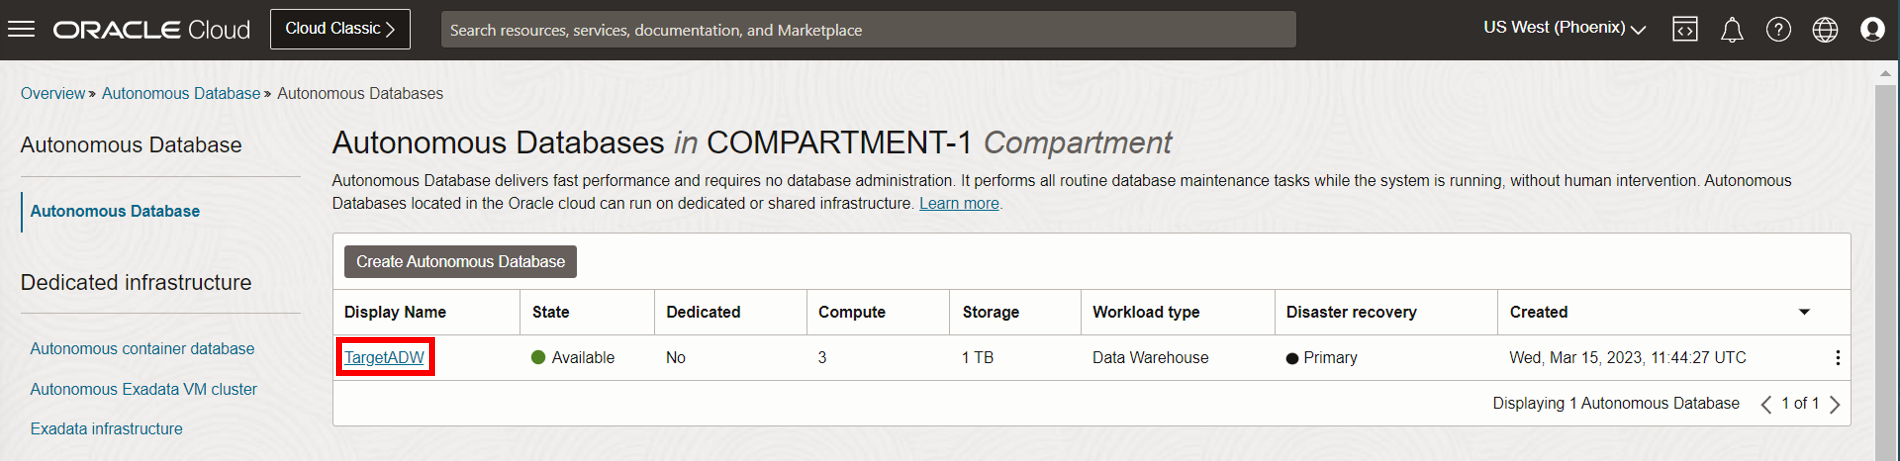 ORACLE Cloud
Cloud Classic
Search resources, services, documentation, and Marketplace
US West (Phoenix)
Overview » Autonomous Database » Autonomous Databases
Autonomous Database
Autonomous Database
Dedicated infrastructure
Autonomous container database
Autonomous Exadata VM cluster
Exadata infrastructure
Autonomous Databases in COMPARTMENT-1 Compartment
Autonomous Database delivers fast performance and requires no database administration. It performs all routine database maintenance tasks while the system is running, without human intervention. Autonomous
Databases located in the Oracle cloud can run on dedicated or shared infrastructure. Learn more.
Create Autonomous Database
Display Name State Dedicated Compute Storage Workload type Disaster recovery Created
TargetADW Available No 3 1 TB Data Warehouse Primary Wed, Mar 15, 2023, 11:44:27 UTC
Displaying 1 Autonomous Database < 1 of 1 >